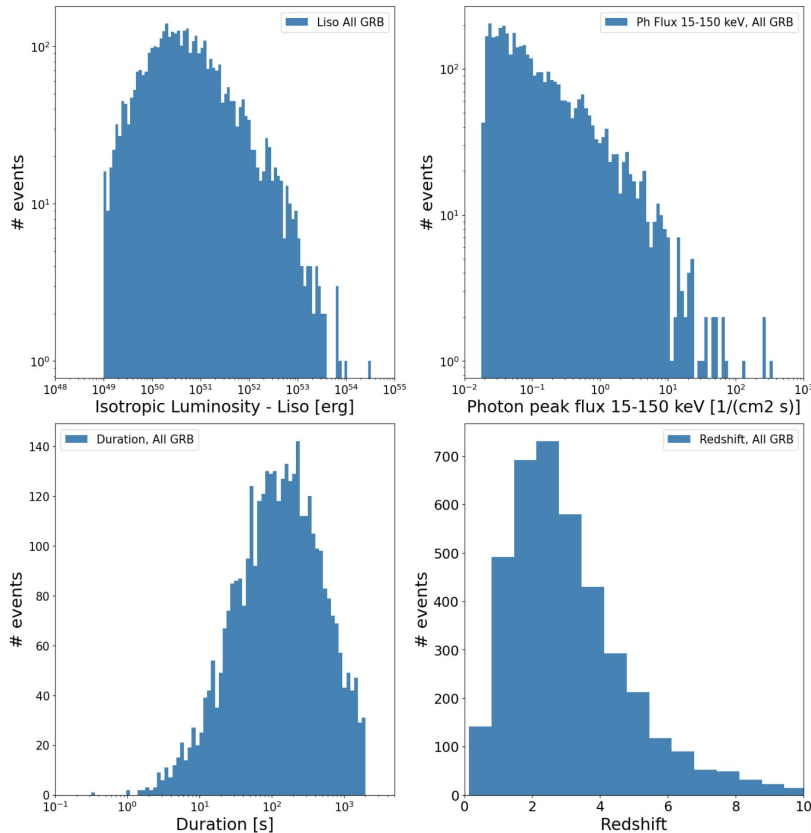 Liso All GRB
# events
10²
10¹
10⁰
10⁴⁸ 10⁴⁹ 10⁵⁰ 10⁵¹ 10⁵² 10⁵³ 10⁵⁴ 10⁵⁵
Isotropic Luminosity - Liso [erg]
Ph Flux 15-150 keV, All GRB
# events
10²
10¹
10⁰
10⁻² 10⁻¹ 10⁰ 10¹ 10² 10³
Photon peak flux 15-150 keV [1/(cm2 s)]
Duration, All GRB
# events
140
120
100
80
60
40
20
0
10⁻¹ 10⁰ 10¹ 10² 10³
Duration [s]
Redshift, All GRB
# events
700
600
500
400
300
200
100
0
0 2 4 6 8 10
Redshift